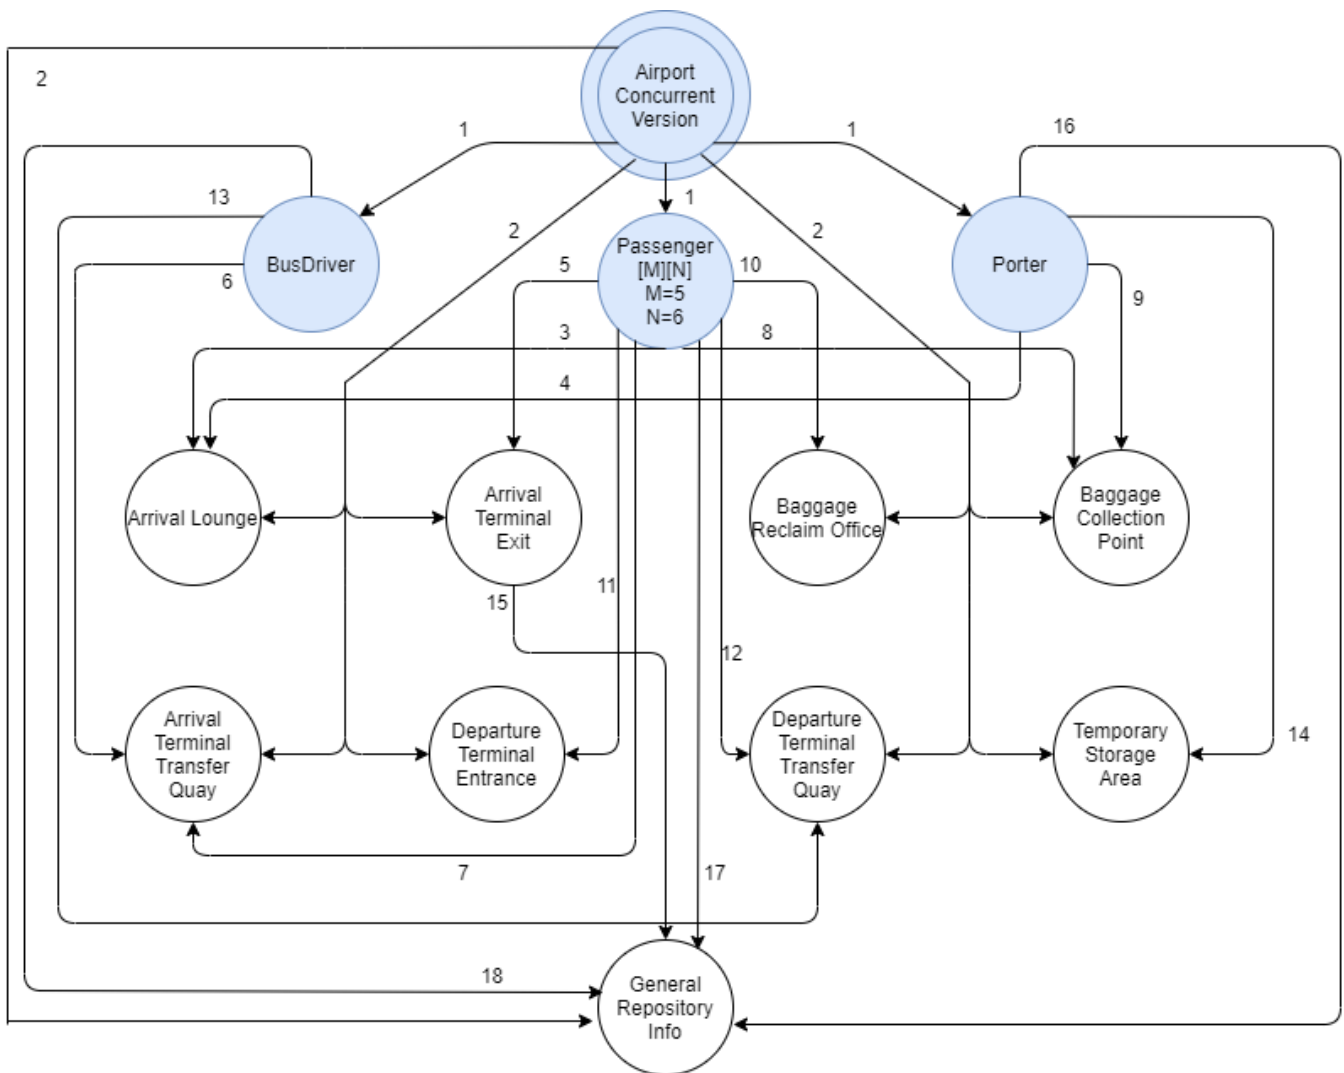 Airport
Concurrent
Version
2
1
1
16
13
1
2
2
BusDriver
Passenger
[M][N]
M=5
N=6
Porter
6
5
10
9
3
8
4
Arrival Lounge
Arrival
Terminal
Exit
Baggage
Reclaim Office
Baggage
Collection
Point
15
11
12
Arrival
Terminal
Transfer
Quay
Departure
Terminal
Entrance
Departure
Terminal
Transfer
Quay
Temporary
Storage
Area
14
7
17
18
General
Repository
Info